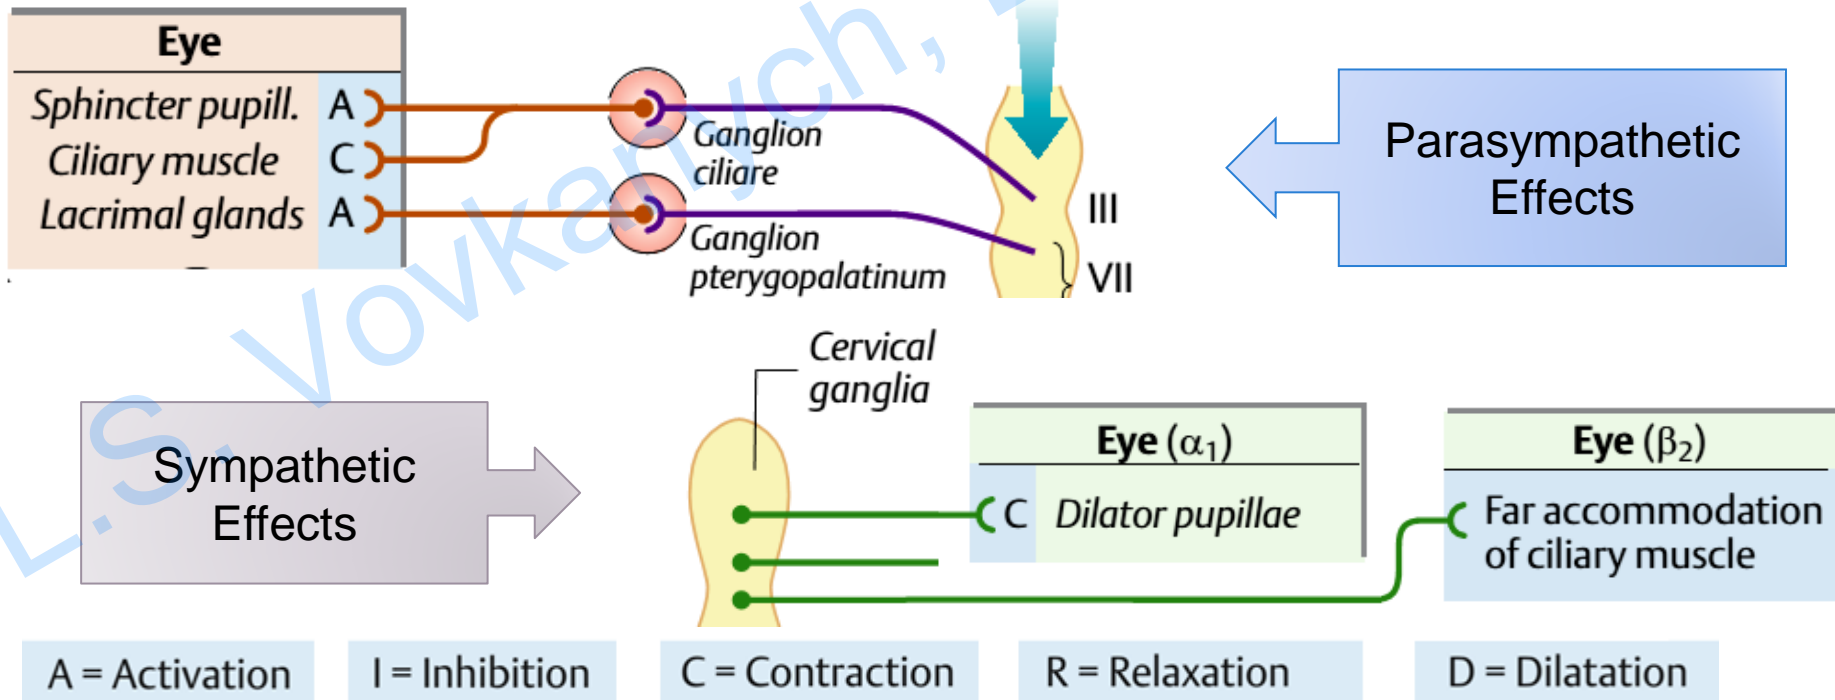 Eye
Sphincter pupill. A
Ciliary muscle C
Lacrimal glands A
Ganglion
ciliare
Ganglion
pterygopalatinum
III
VII
Parasympathetic
Effects
Cervical
ganglia
Sympathetic
Effects
Eye (α₁)
C Dilator pupillae
Eye (β₂)
Far accommodation
of ciliary muscle
A = Activation
I = Inhibition
C = Contraction
R = Relaxation
D = Dilatation
L.S. Vovkanych,